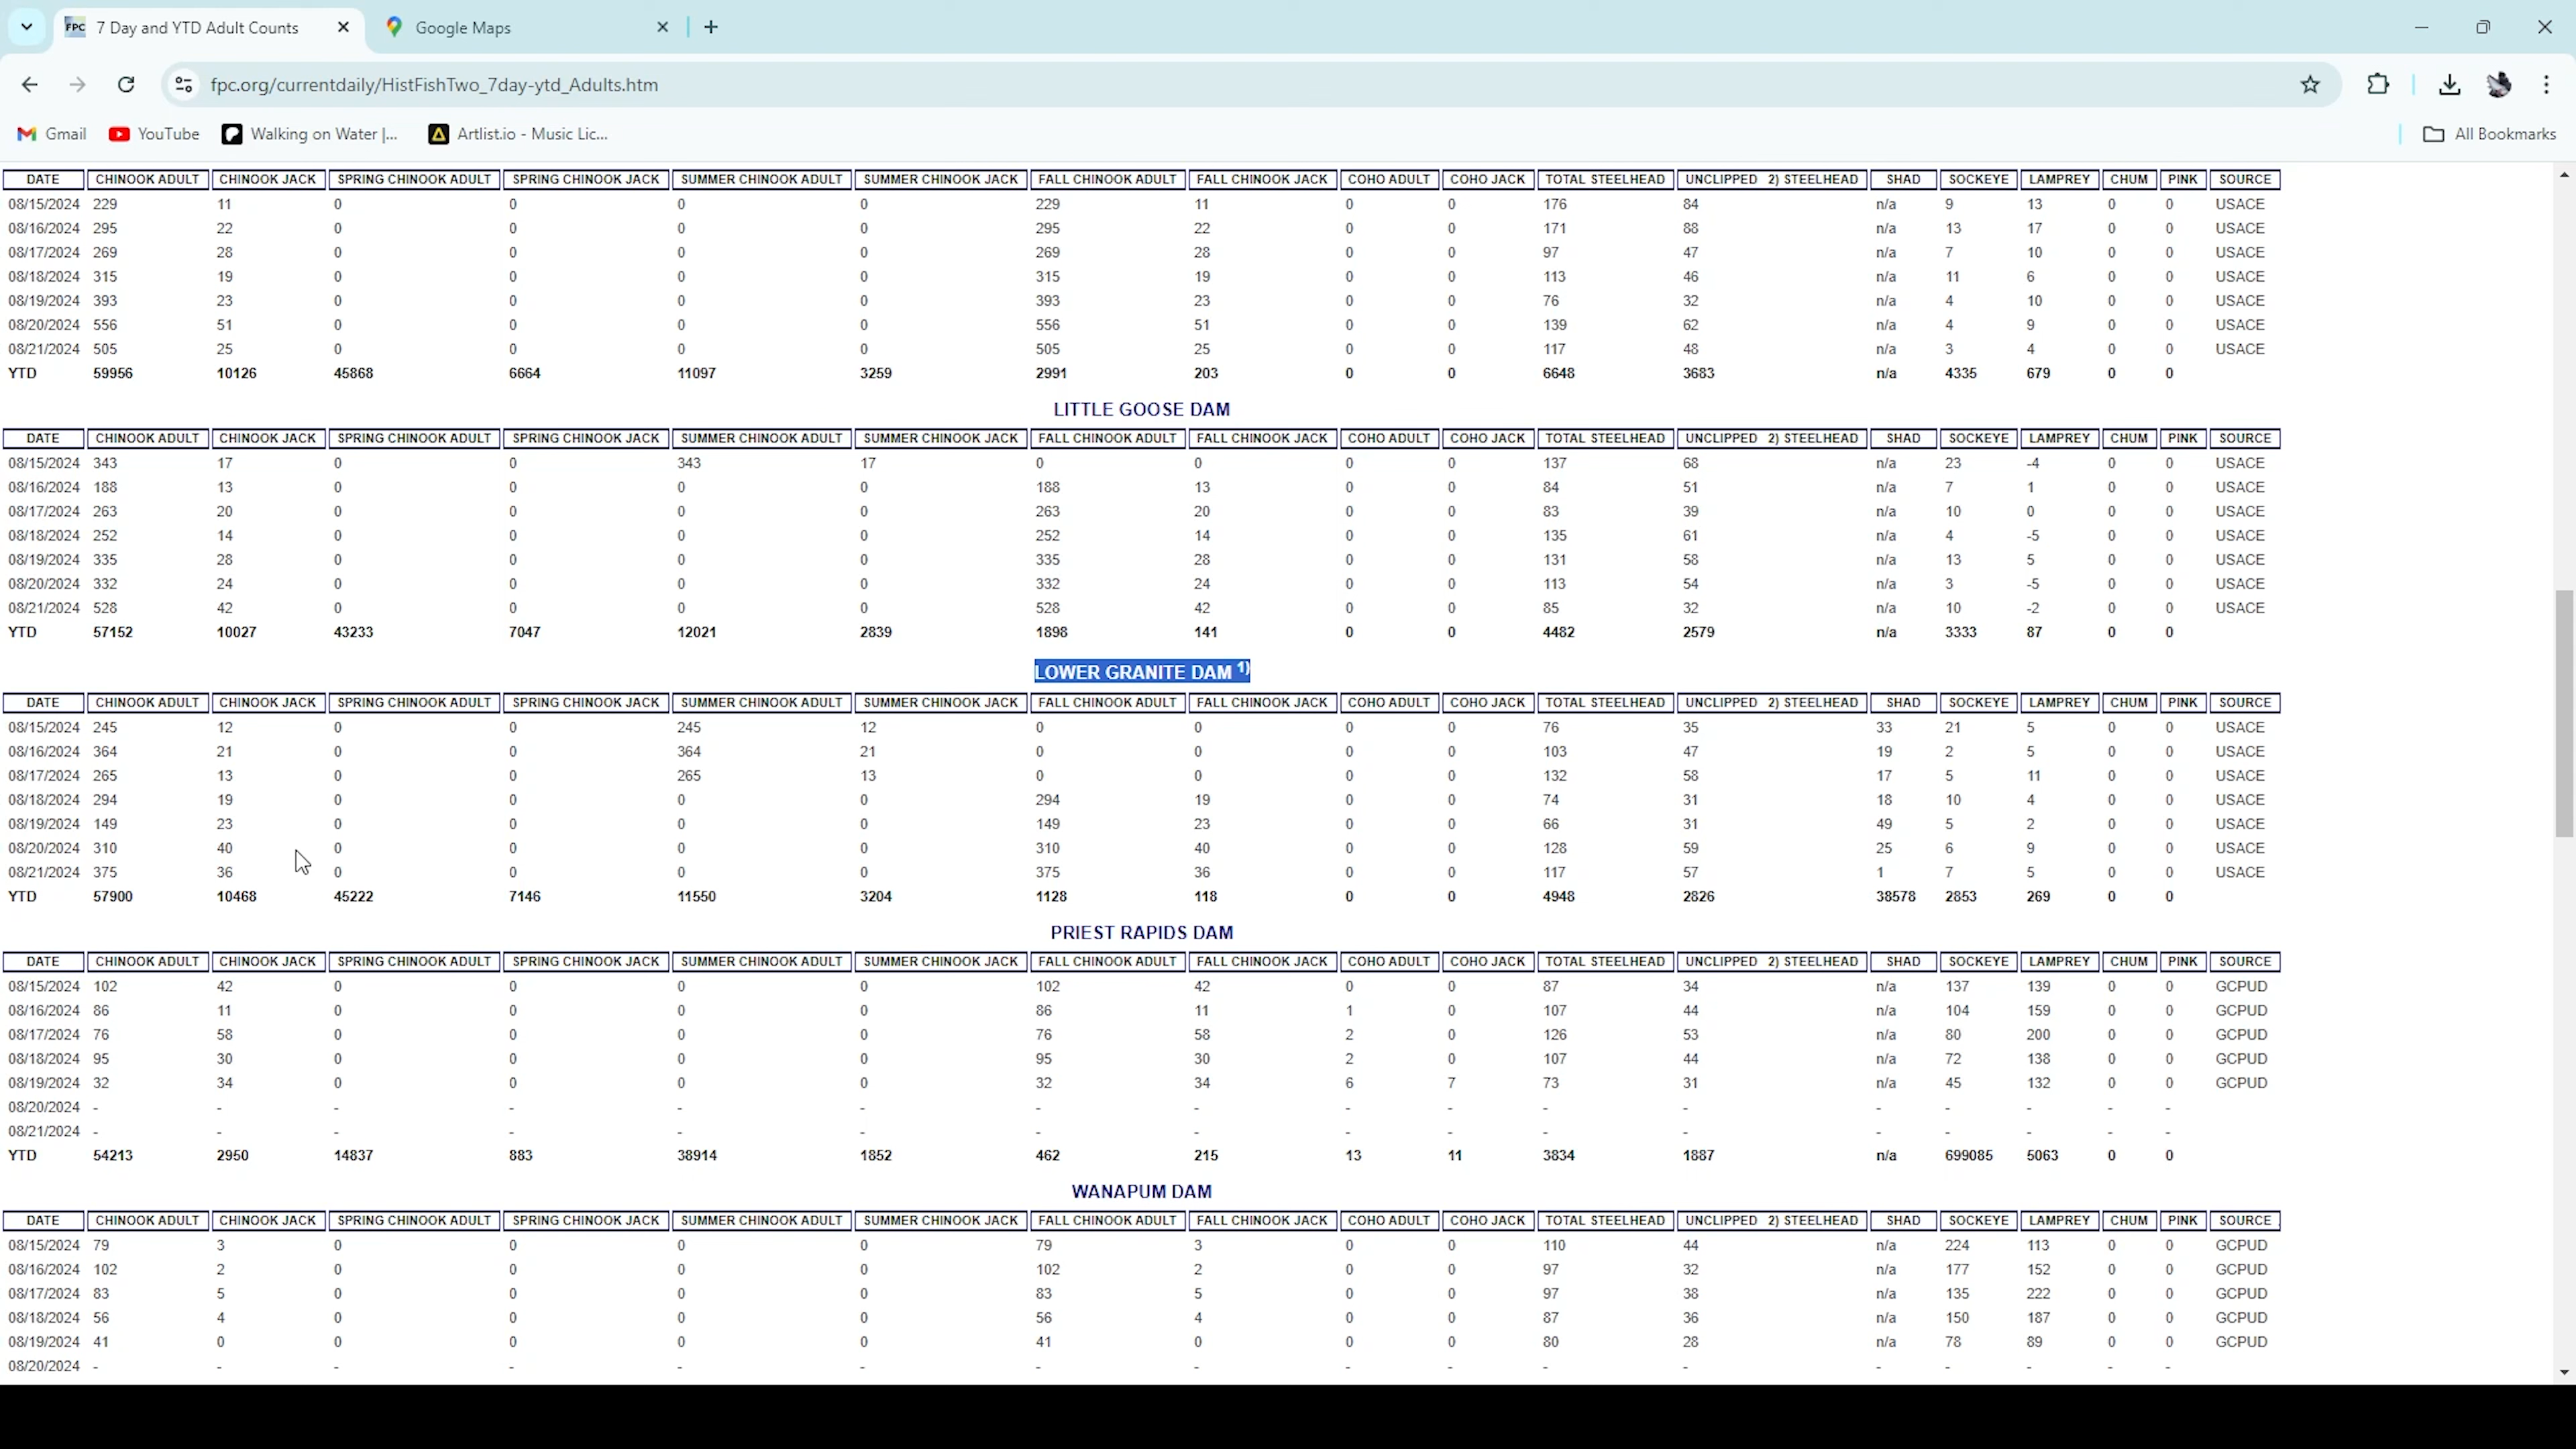 7 Day and YTD Adult Counts Google Maps
fpc.org/currentdaily/HistFishTwo_7day-ytd_Adults.htm
Gmail YouTube Walking on Water |... Artlist.io - Music Lic... All Bookmarks
DATE CHINOOK ADULT CHINOOK JACK SPRING CHINOOK ADULT SPRING CHINOOK JACK SUMMER CHINOOK ADULT SUMMER CHINOOK JACK FALL CHINOOK ADULT FALL CHINOOK JACK COHO ADULT COHO JACK TOTAL STEELHEAD UNCLIPPED 2) STEELHEAD SHAD SOCKEYE LAMPREY CHUM PINK SOURCE
08/15/2024 229 11 0 0 0 0 229 11 0 0 176 84 n/a 9 13 0 0 USACE
08/16/2024 295 22 0 0 0 0 295 22 0 0 171 88 n/a 13 17 0 0 USACE
08/17/2024 269 28 0 0 0 0 269 28 0 0 97 47 n/a 7 10 0 0 USACE
08/18/2024 315 19 0 0 0 0 315 19 0 0 113 46 n/a 11 6 0 0 USACE
08/19/2024 393 23 0 0 0 0 393 23 0 0 76 32 n/a 4 10 0 0 USACE
08/20/2024 556 51 0 0 0 0 556 51 0 0 139 62 n/a 4 9 0 0 USACE
08/21/2024 505 25 0 0 0 0 505 25 0 0 117 48 n/a 3 4 0 0 USACE
YTD 59956 10126 45868 6664 11097 3259 2991 203 0 0 6648 3683 n/a 4335 679 0 0
LITTLE GOOSE DAM
DATE CHINOOK ADULT CHINOOK JACK SPRING CHINOOK ADULT SPRING CHINOOK JACK SUMMER CHINOOK ADULT SUMMER CHINOOK JACK FALL CHINOOK ADULT FALL CHINOOK JACK COHO ADULT COHO JACK TOTAL STEELHEAD UNCLIPPED 2) STEELHEAD SHAD SOCKEYE LAMPREY CHUM PINK SOURCE
08/15/2024 343 17 0 0 343 17 0 0 0 0 137 68 n/a 23 -4 0 0 USACE
08/16/2024 188 13 0 0 0 0 188 13 0 0 84 51 n/a 7 1 0 0 USACE
08/17/2024 263 20 0 0 0 0 263 20 0 0 83 39 n/a 10 0 0 0 USACE
08/18/2024 252 14 0 0 0 0 252 14 0 0 135 61 n/a 4 -5 0 0 USACE
08/19/2024 335 28 0 0 0 0 335 28 0 0 131 58 n/a 13 5 0 0 USACE
08/20/2024 332 24 0 0 0 0 332 24 0 0 113 54 n/a 3 -5 0 0 USACE
08/21/2024 528 42 0 0 0 0 528 42 0 0 85 32 n/a 10 -2 0 0 USACE
YTD 57152 10027 43233 7047 12021 2839 1898 141 0 0 4482 2579 n/a 3333 87 0 0
LOWER GRANITE DAM 1)
DATE CHINOOK ADULT CHINOOK JACK SPRING CHINOOK ADULT SPRING CHINOOK JACK SUMMER CHINOOK ADULT SUMMER CHINOOK JACK FALL CHINOOK ADULT FALL CHINOOK JACK COHO ADULT COHO JACK TOTAL STEELHEAD UNCLIPPED 2) STEELHEAD SHAD SOCKEYE LAMPREY CHUM PINK SOURCE
08/15/2024 245 12 0 0 245 12 0 0 0 0 76 35 33 21 5 0 0 USACE
08/16/2024 364 21 0 0 364 21 0 0 0 0 103 47 19 2 5 0 0 USACE
08/17/2024 265 13 0 0 265 13 0 0 0 0 132 58 17 5 11 0 0 USACE
08/18/2024 294 19 0 0 0 0 294 19 0 0 74 31 18 10 4 0 0 USACE
08/19/2024 149 23 0 0 0 0 149 23 0 0 66 31 49 5 2 0 0 USACE
08/20/2024 310 40 0 0 0 0 310 40 0 0 128 59 25 6 9 0 0 USACE
08/21/2024 375 36 0 0 0 0 375 36 0 0 117 57 1 7 5 0 0 USACE
YTD 57900 10468 45222 7146 11550 3204 1128 118 0 0 4948 2826 38578 2853 269 0 0
PRIEST RAPIDS DAM
DATE CHINOOK ADULT CHINOOK JACK SPRING CHINOOK ADULT SPRING CHINOOK JACK SUMMER CHINOOK ADULT SUMMER CHINOOK JACK FALL CHINOOK ADULT FALL CHINOOK JACK COHO ADULT COHO JACK TOTAL STEELHEAD UNCLIPPED 2) STEELHEAD SHAD SOCKEYE LAMPREY CHUM PINK SOURCE
08/15/2024 102 42 0 0 0 0 102 42 0 0 87 34 n/a 137 139 0 0 GCPUD
08/16/2024 86 11 0 0 0 0 86 11 1 0 107 44 n/a 104 159 0 0 GCPUD
08/17/2024 76 58 0 0 0 0 76 58 2 0 126 53 n/a 80 200 0 0 GCPUD
08/18/2024 95 30 0 0 0 0 95 30 2 0 107 44 n/a 72 138 0 0 GCPUD
08/19/2024 32 34 0 0 0 0 32 34 6 7 73 31 n/a 45 132 0 0 GCPUD
08/20/2024 - - - - - - - - - - - - - - - - -
08/21/2024 - - - - - - - - - - - - - - - - -
YTD 54213 2950 14837 883 38914 1852 462 215 13 11 3834 1887 n/a 699085 5063 0 0
WANAPUM DAM
DATE CHINOOK ADULT CHINOOK JACK SPRING CHINOOK ADULT SPRING CHINOOK JACK SUMMER CHINOOK ADULT SUMMER CHINOOK JACK FALL CHINOOK ADULT FALL CHINOOK JACK COHO ADULT COHO JACK TOTAL STEELHEAD UNCLIPPED 2) STEELHEAD SHAD SOCKEYE LAMPREY CHUM PINK SOURCE
08/15/2024 79 3 0 0 0 0 79 3 0 0 110 44 n/a 224 113 0 0 GCPUD
08/16/2024 102 2 0 0 0 0 102 2 0 0 97 32 n/a 177 152 0 0 GCPUD
08/17/2024 83 5 0 0 0 0 83 5 0 0 97 38 n/a 135 222 0 0 GCPUD
08/18/2024 56 4 0 0 0 0 56 4 0 0 87 36 n/a 150 187 0 0 GCPUD
08/19/2024 41 0 0 0 0 0 41 0 0 0 80 28 n/a 78 89 0 0 GCPUD
08/20/2024 - - - - - - - - - - - - - - - - -